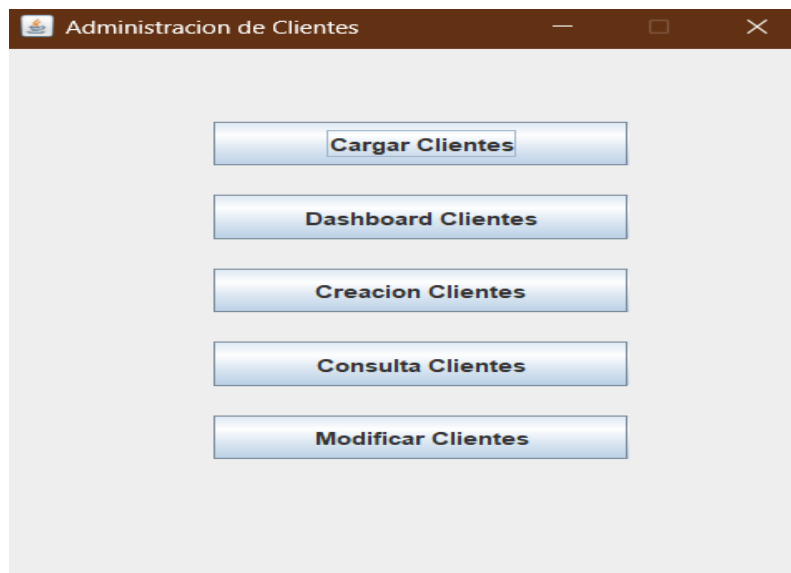 Administracion de Clientes
Cargar Clientes
Dashboard Clientes
Creacion Clientes
Consulta Clientes
Modificar Clientes